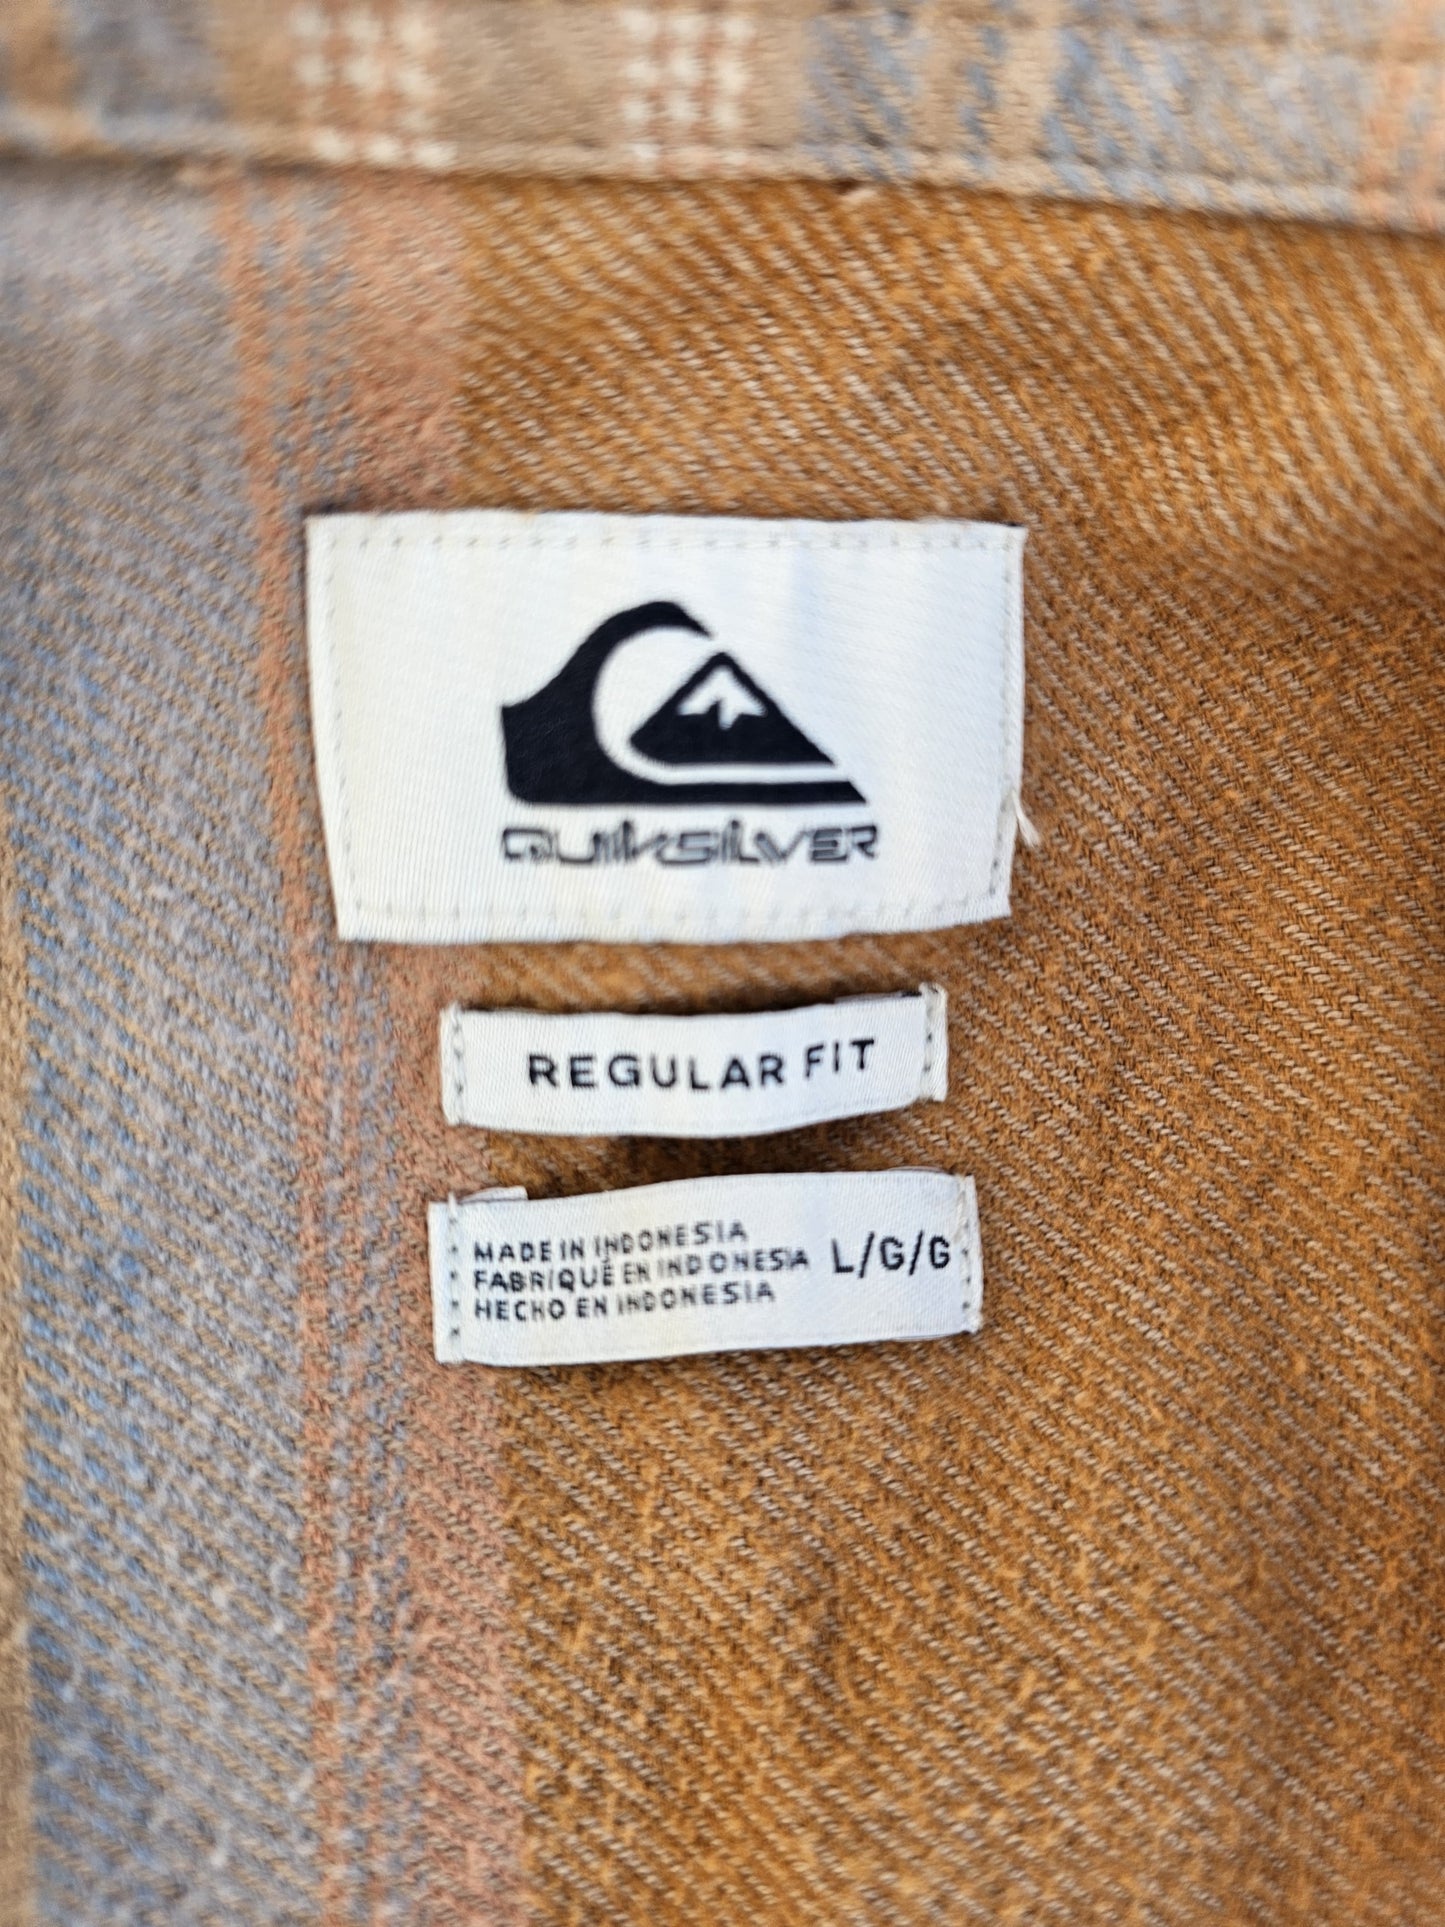 QUIKSILVER
REGULAR FIT
MADE IN INDONESIA
FABRIQUÉ EN INDONESIA L/G/G
HECHO EN INDONESIA